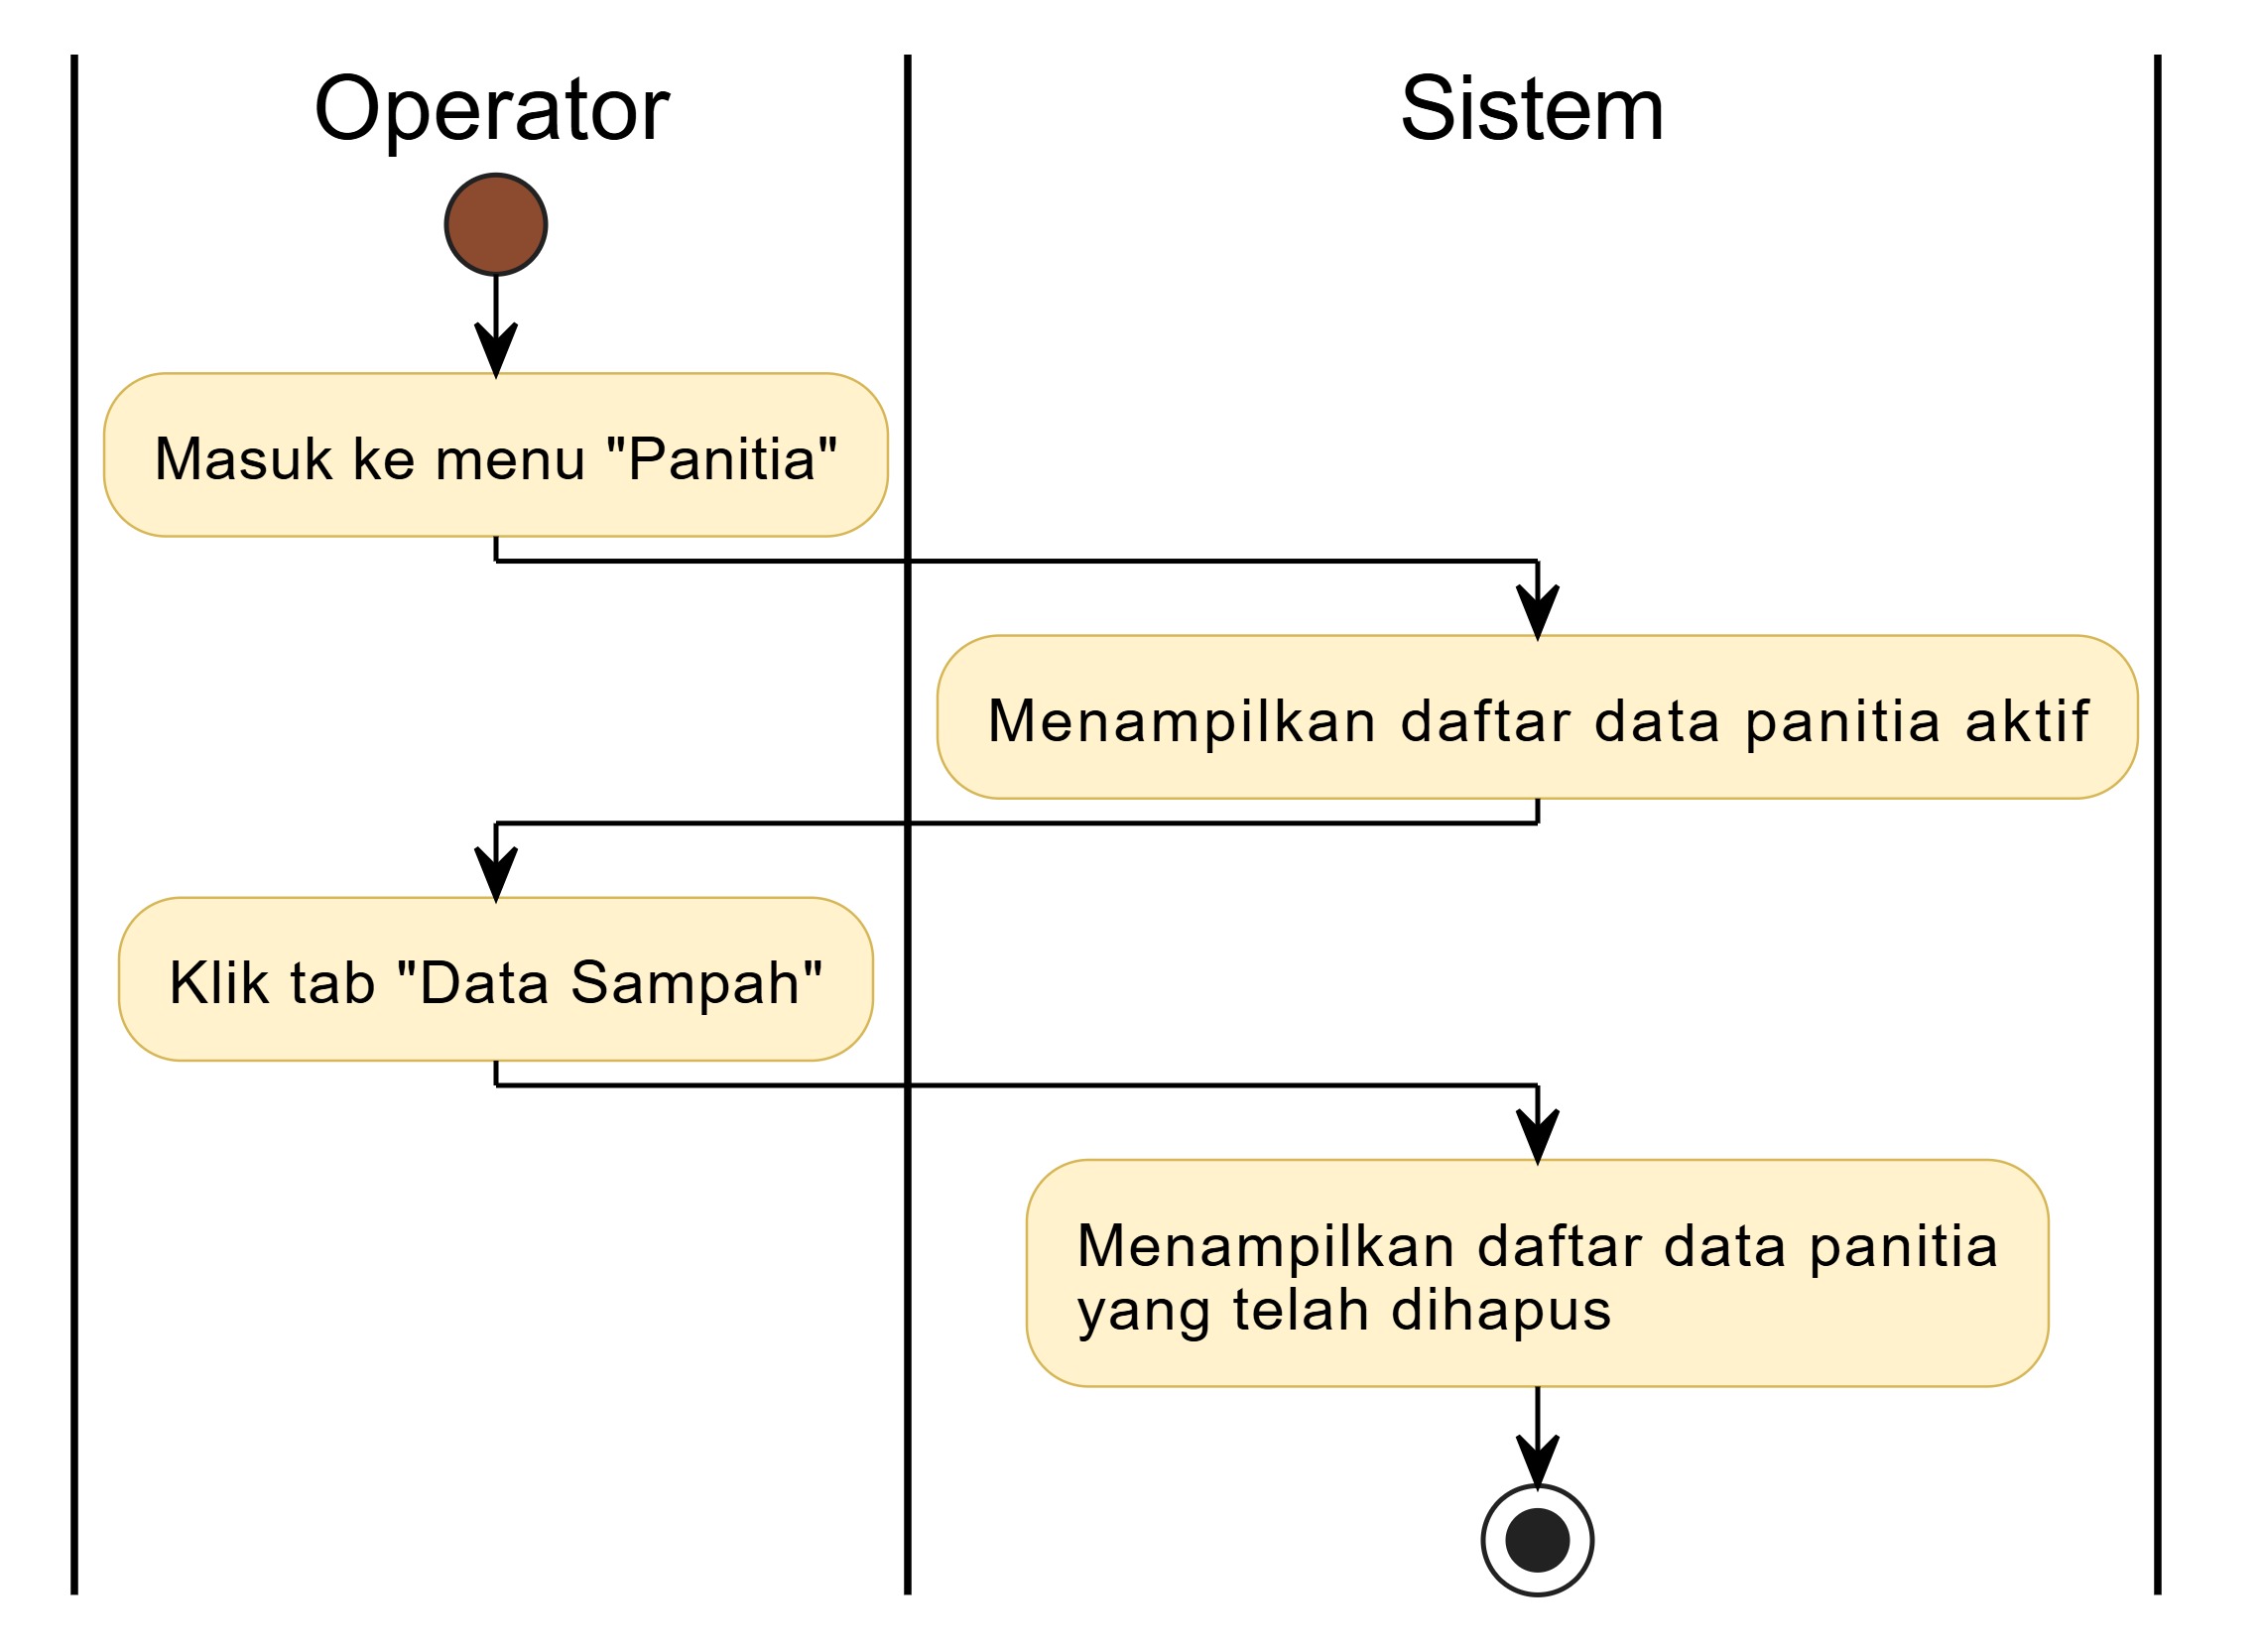 Operator
Sistem
Masuk ke menu "Panitia"
Menampilkan daftar data panitia aktif
Klik tab "Data Sampah"
Menampilkan daftar data panitia
yang telah dihapus